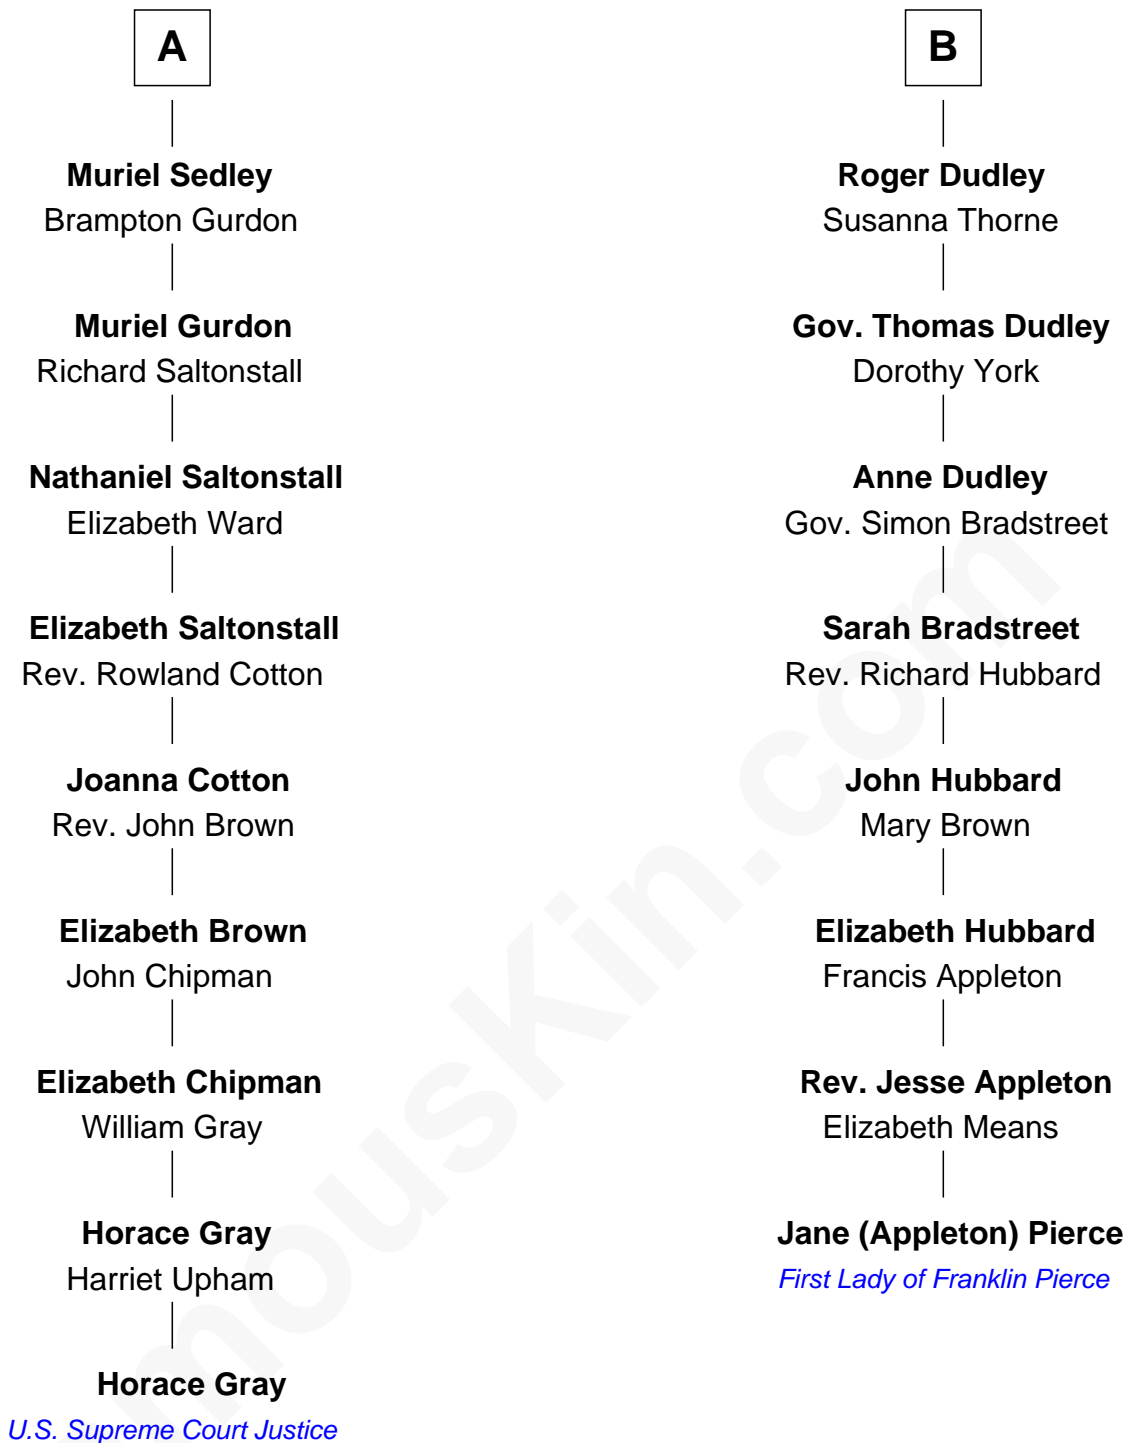 A
Muriel Sedley
Brampton Gurdon
Muriel Gurdon
Richard Saltonstall
Nathaniel Saltonstall
Elizabeth Ward
Elizabeth Saltonstall
Rev. Rowland Cotton
Joanna Cotton
Rev. John Brown
Elizabeth Brown
John Chipman
Elizabeth Chipman
William Gray
Horace Gray
Harriet Upham
Horace Gray
U.S. Supreme Court Justice
B
Roger Dudley
Susanna Thorne
Gov. Thomas Dudley
Dorothy York
Anne Dudley
Gov. Simon Bradstreet
Sarah Bradstreet
Rev. Richard Hubbard
John Hubbard
Mary Brown
Elizabeth Hubbard
Francis Appleton
Rev. Jesse Appleton
Elizabeth Means
Jane (Appleton) Pierce
First Lady of Franklin Pierce
mousKin.com